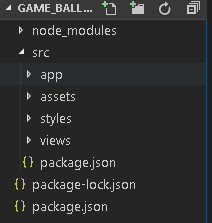 GAME_BALL...
node_modules
src
app
assets
styles
views
{} package.json
{} package-lock.json
{} package.json